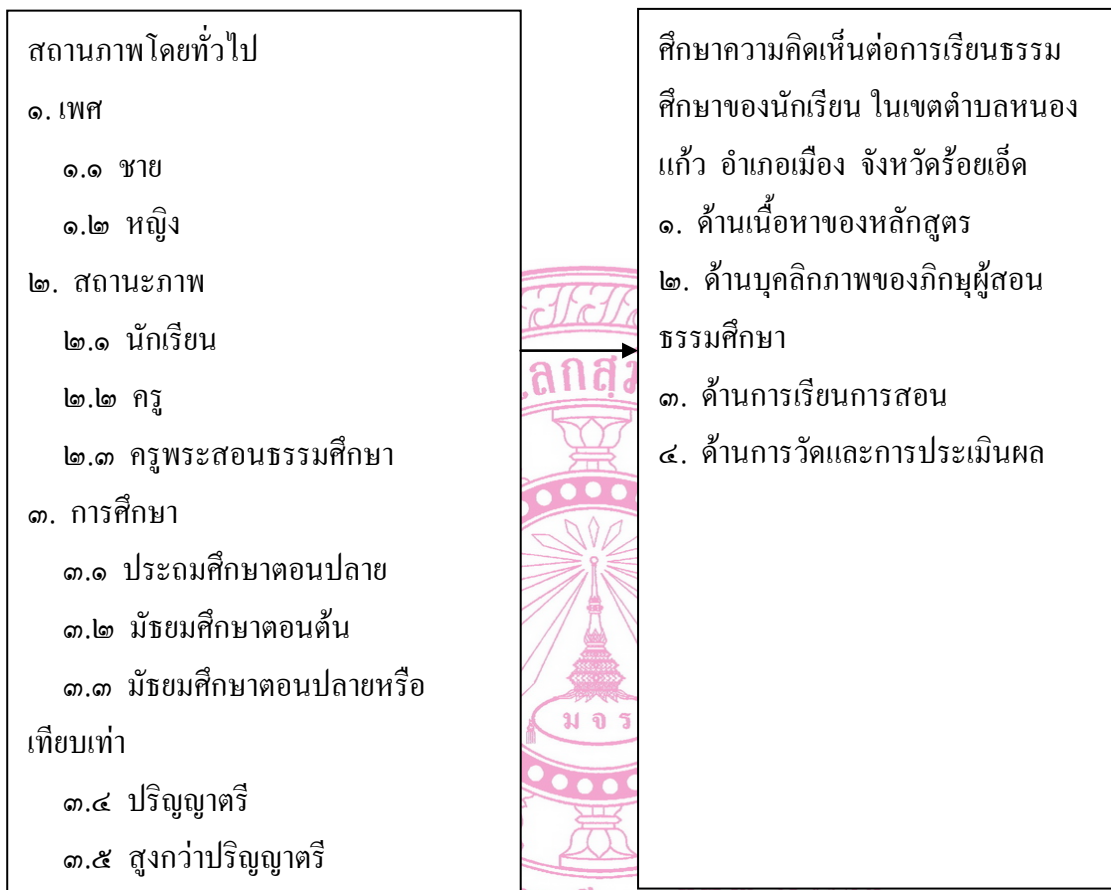 สถานภาพโดยทั่วไป
๑. เพศ
๑.๑ ชาย
๑.๒ หญิง
๒. สถานะภาพ
๒.๑ นักเรียน
๒.๒ ครู
๒.๓ ครูพระสอนธรรมศึกษา
๓. การศึกษา
๓.๑ ประถมศึกษาตอนปลาย
๓.๒ มัธยมศึกษาตอนต้น
๓.๓ มัธยมศึกษาตอนปลายหรือ
เทียบเท่า
๓.๔ ปริญญาตรี
๓.๕ สูงกว่าปริญญาตรี
ศึกษาความคิดเห็นต่อการเรียนธรรม
ศึกษาของนักเรียน ในเขตตำบลหนอง
แก้ว อำเภอเมือง จังหวัดร้อยเอ็ด
๑. ด้านเนื้อหาของหลักสูตร
๒. ด้านบุคลิกภาพของภิกษุผู้สอน
ธรรมศึกษา
๓. ด้านการเรียนการสอน
๔. ด้านการวัดและการประเมินผล
ม จ ร